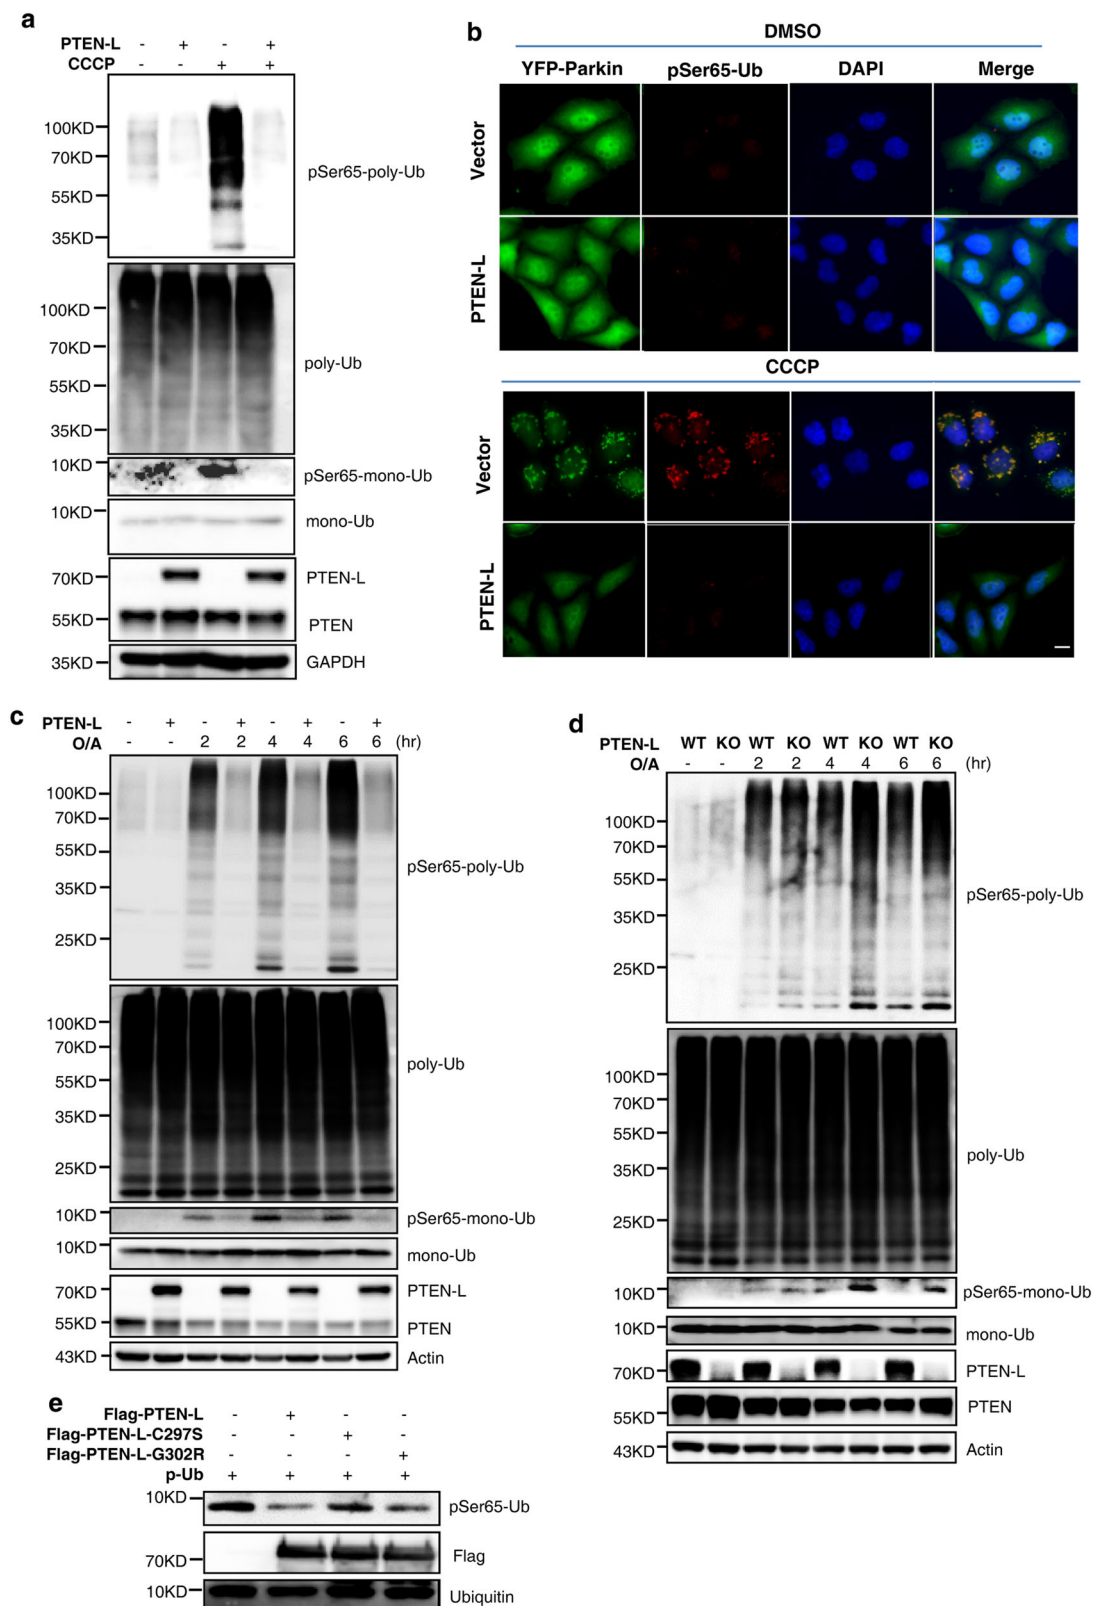 a
PTEN-L - + - +
CCCP - - + +
100KD
70KD
pSer65-poly-Ub
55KD
35KD
100KD
70KD
poly-Ub
55KD
35KD
10KD
pSer65-mono-Ub
10KD
mono-Ub
70KD
PTEN-L
55KD
PTEN
35KD
GAPDH
b
DMSO
YFP-Parkin pSer65-Ub DAPI Merge
Vector
PTEN-L
CCCP
Vector
PTEN-L
c
PTEN-L - + - + - + - +
O/A - - 2 2 4 4 6 6 (hr)
100KD
70KD
55KD
pSer65-poly-Ub
35KD
25KD
100KD
70KD
poly-Ub
55KD
35KD
25KD
10KD
pSer65-mono-Ub
10KD
mono-Ub
70KD
PTEN-L
55KD
PTEN
43KD
Actin
d
PTEN-L WT KO WT KO WT KO WT KO
O/A - - 2 2 4 4 6 6 (hr)
100KD
70KD
55KD
pSer65-poly-Ub
35KD
25KD
100KD
70KD
55KD
poly-Ub
35KD
25KD
10KD
pSer65-mono-Ub
10KD
mono-Ub
70KD
PTEN-L
PTEN
55KD
43KD
Actin
e
Flag-PTEN-L - + - -
Flag-PTEN-L-C297S - - + -
Flag-PTEN-L-G302R - - - +
p-Ub + + + +
10KD
pSer65-Ub
70KD
Flag
10KD
Ubiquitin